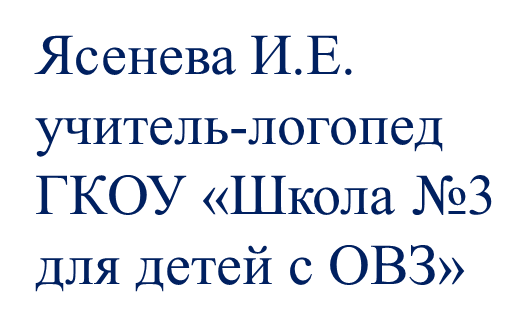 Ясенева И.Е.
учитель-логопед
ГКОУ «Школа №3
для детей с ОВЗ»